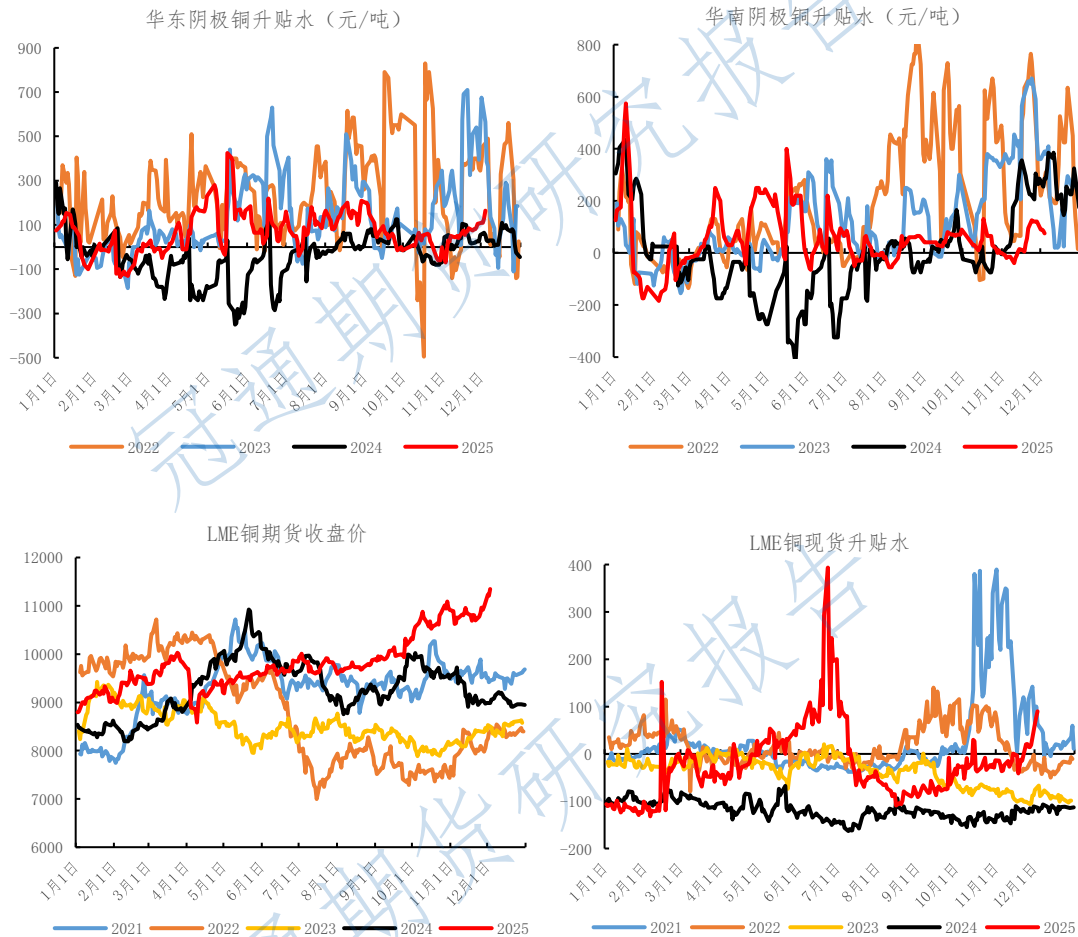 华东阴极铜升贴水（元/吨）
900
700
500
300
100
-100
-300
-500
1月1日
2月1日
3月1日
4月1日
5月1日
6月1日
7月1日
8月1日
9月1日
10月1日
11月1日
12月1日
2022 2023 2024 2025
华南阴极铜升贴水（元/吨）
800
600
400
200
0
-200
-400
1月1日
2月1日
3月1日
4月1日
5月1日
6月1日
7月1日
8月1日
9月1日
10月1日
11月1日
12月1日
2022 2023 2024 2025
LME铜期货收盘价
12000
11000
10000
9000
8000
7000
6000
1月1日
2月1日
3月1日
4月1日
5月1日
6月1日
7月1日
8月1日
9月1日
10月1日
11月1日
12月1日
2021 2022 2023 2024 2025
LME铜现货升贴水
400
300
200
100
0
-100
-200
1月1日
2月1日
3月1日
4月1日
5月1日
6月1日
7月1日
8月1日
9月1日
10月1日
11月1日
12月1日
2021 2022 2023 2024 2025
冠通期货研究报告
期货研究报告